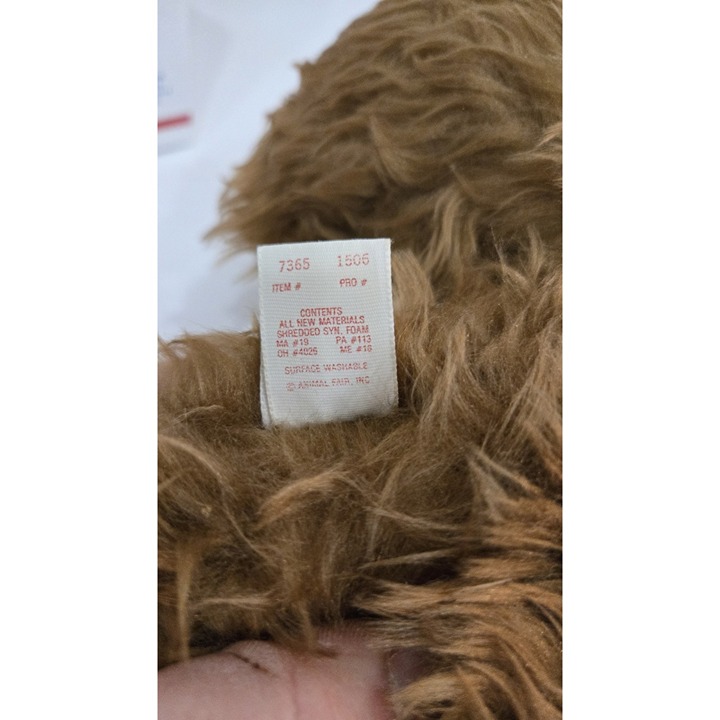 7365 1506
ITEM # PRO #
CONTENTS
ALL NEW MATERIALS
SHREDDED SYN. FOAM
MA #19 PA #113
OH #4026 ME #19
SURFACE WASHABLE
© ANIMAL FAIR, INC